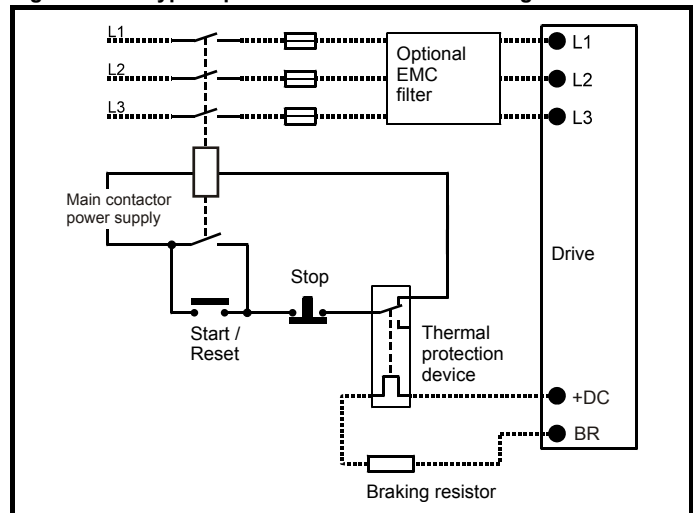 L1
L2
L3
Optional
EMC
filter
L1
L2
L3
Main contactor
power supply
Drive
Stop
Start /
Reset
Thermal
protection
device
+DC
BR
Braking resistor